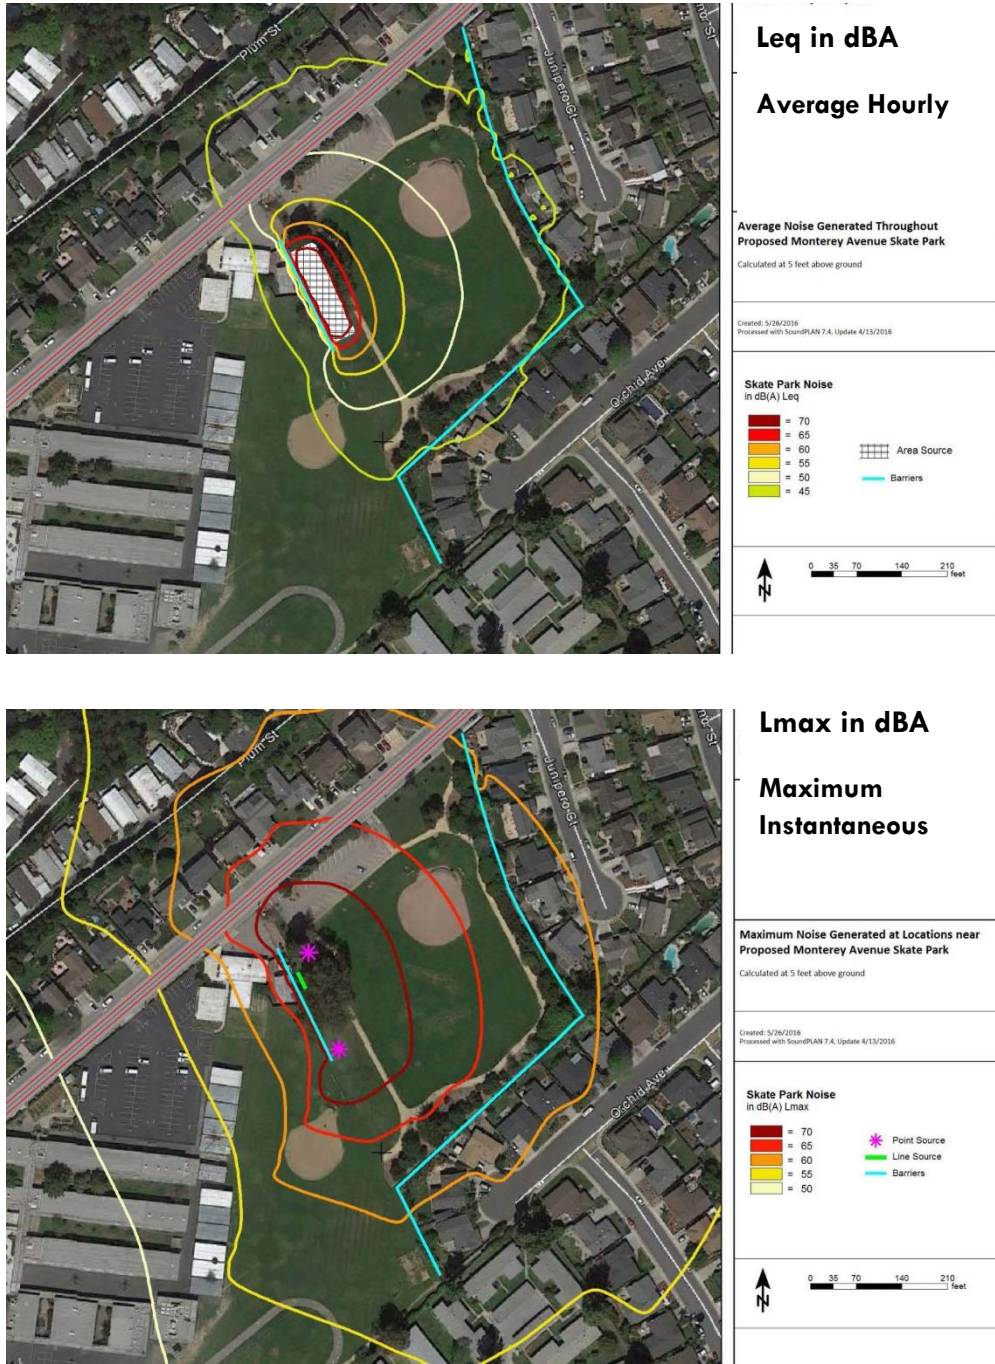 Leq in dBA
Average Hourly
Plum St
Junipero Ct
Orchid Ave
Average Noise Generated Throughout
Proposed Monterey Avenue Skate Park
Calculated at 5 feet above ground
Created: 5/26/2016
Processed with SoundPLAN 7.4, Update 4/13/2016
Skate Park Noise
in dB(A) Leq
= 70
= 65
= 60
= 55
= 50
= 45
Area Source
Barriers
N
0 35 70 140 210
feet
Lmax in dBA
Maximum
Instantaneous
Plum St
Junipero Ct
Orchid Ave
Maximum Noise Generated at Locations near
Proposed Monterey Avenue Skate Park
Calculated at 5 feet above ground
Created: 5/26/2016
Processed with SoundPLAN 7.4, Update 4/13/2016
Skate Park Noise
in dB(A) Lmax
= 70
= 65
= 60
= 55
= 50
Point Source
Line Source
Barriers
N
0 35 70 140 210
feet